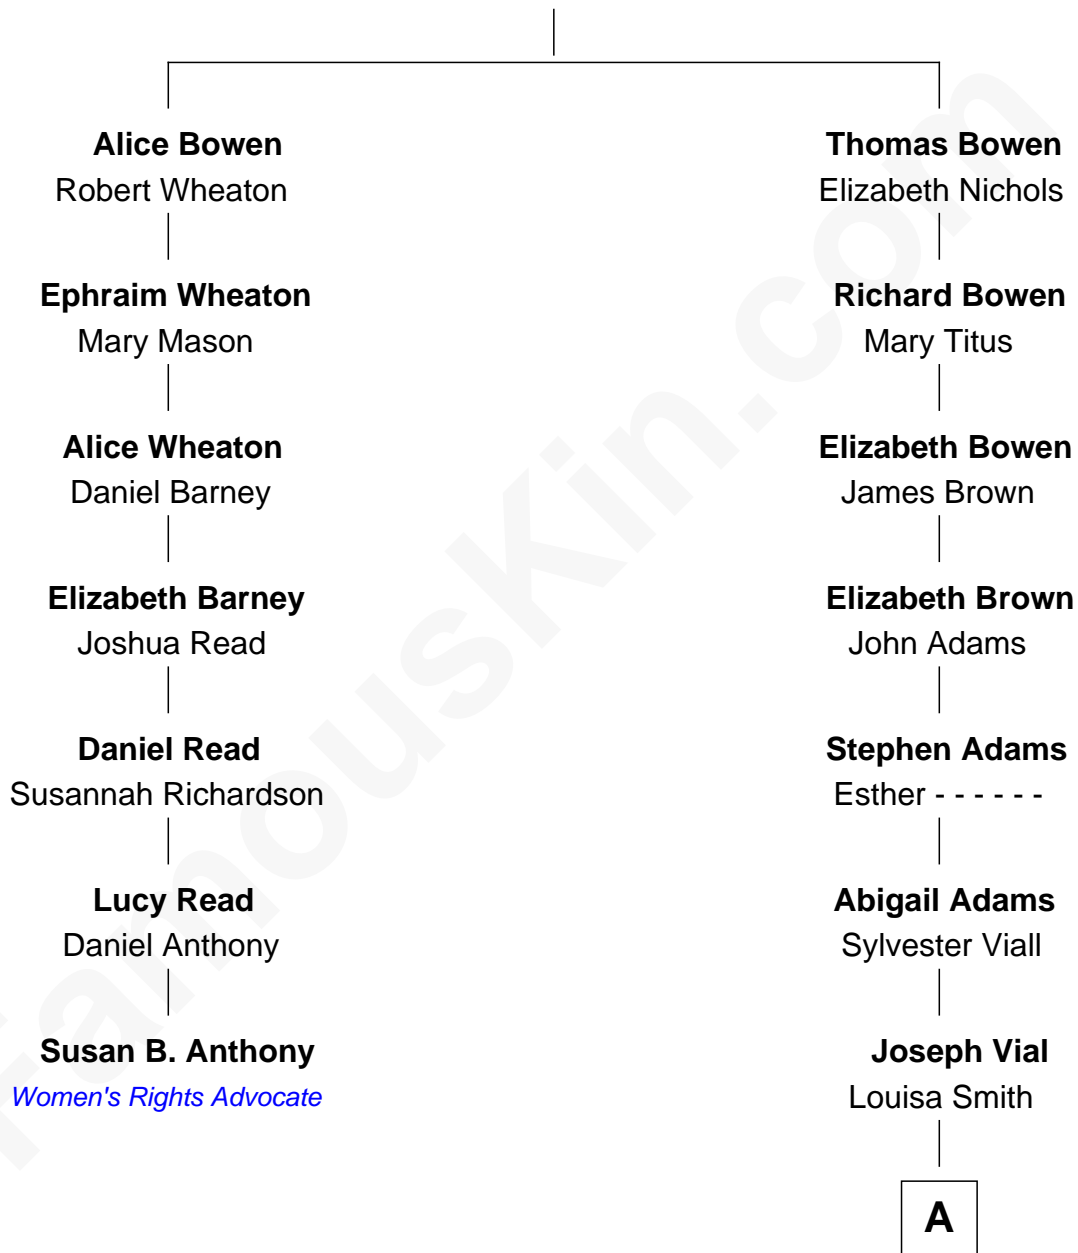 Alice Bowen
Robert Wheaton
Ephraim Wheaton
Mary Mason
Alice Wheaton
Daniel Barney
Elizabeth Barney
Joshua Read
Daniel Read
Susannah Richardson
Lucy Read
Daniel Anthony
Susan B. Anthony
Women's Rights Advocate
Thomas Bowen
Elizabeth Nichols
Richard Bowen
Mary Titus
Elizabeth Bowen
James Brown
Elizabeth Brown
John Adams
Stephen Adams
Esther - - - - - -
Abigail Adams
Sylvester Viall
Joseph Vial
Louisa Smith
A
FamousKin.com